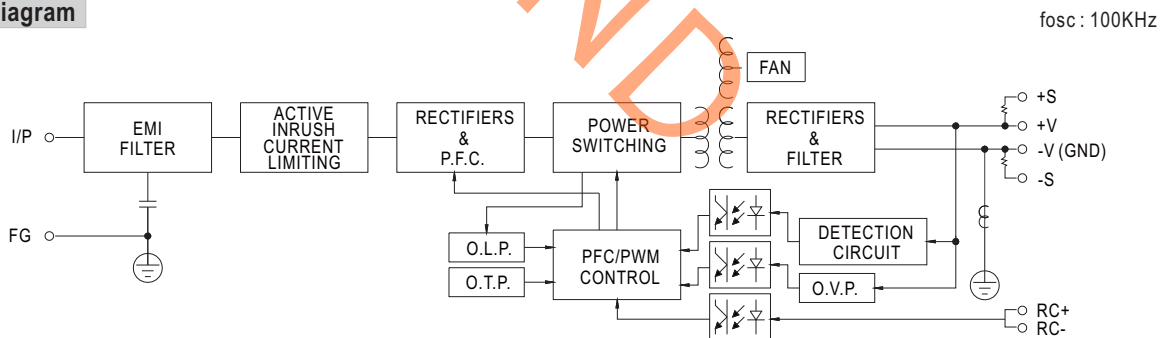 iagram
fosc : 100KHz
FAN
I/P
EMI
FILTER
ACTIVE
INRUSH
CURRENT
LIMITING
RECTIFIERS
&
P.F.C.
POWER
SWITCHING
RECTIFIERS
&
FILTER
+S
+V
-V (GND)
-S
FG
O.L.P.
O.T.P.
PFC/PWM
CONTROL
DETECTION
CIRCUIT
O.V.P.
RC+
RC-
ND